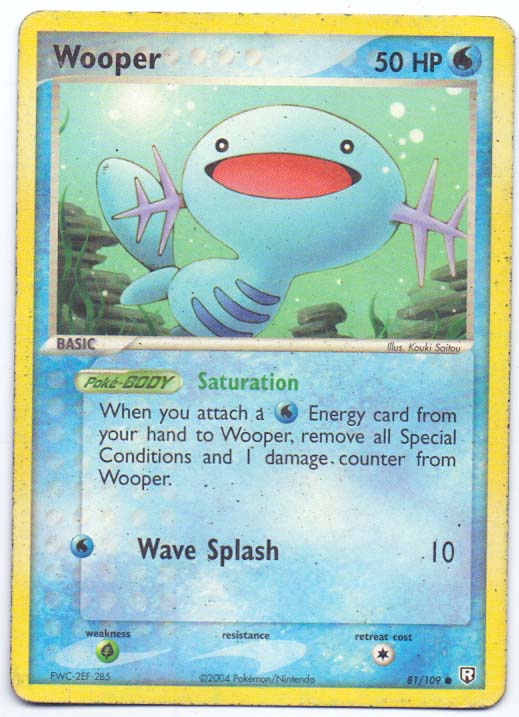 Wooper 50 HP
BASIC
Illus. Kouki Saitou
Poké-BODY Saturation
When you attach a Energy card from
your hand to Wooper, remove all Special
Conditions and 1 damage counter from
Wooper.
Wave Splash 10
weakness resistance retreat cost
FWC-2EF-2B5 ©2004 Pokémon/Nintendo 81/109 ● R